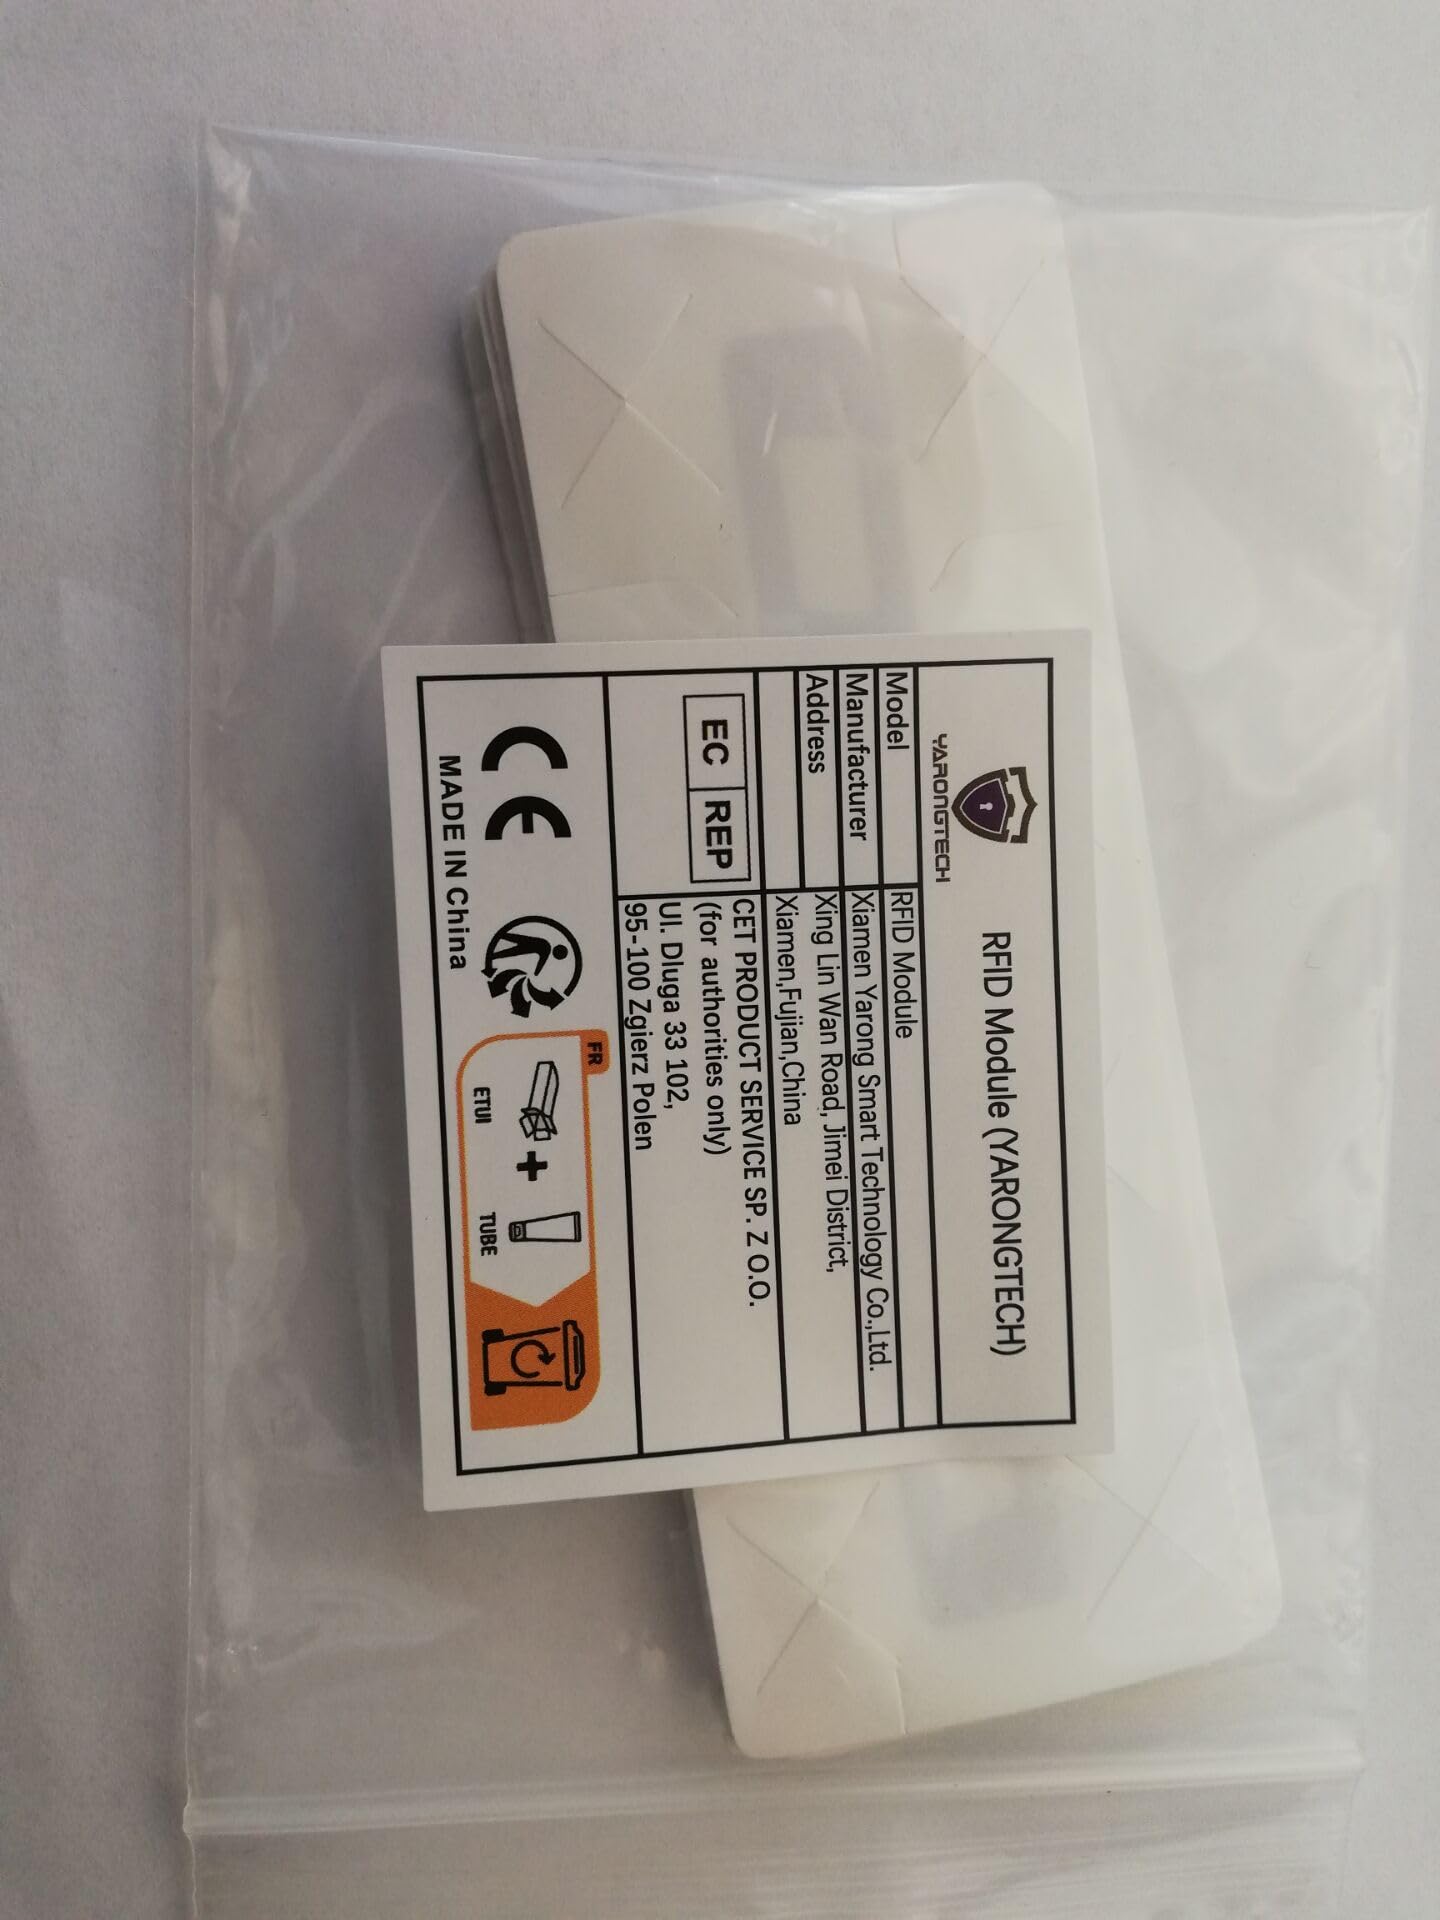 YARONGTECH
RFID Module (YARONGTECH)
Model RFID Module
Manufacturer Xiamen Yarong Smart Technology Co.,Ltd.
Address Xing Lin Wan Road, Jimei District,
Xiamen,Fujian,China
EC REP
CET PRODUCT SERVICE SP. Z O.O.
(for authorities only)
Ul. Dluga 33 102,
95-100 Zgierz Polen
CE
FR
ETUI + TUBE
MADE IN China